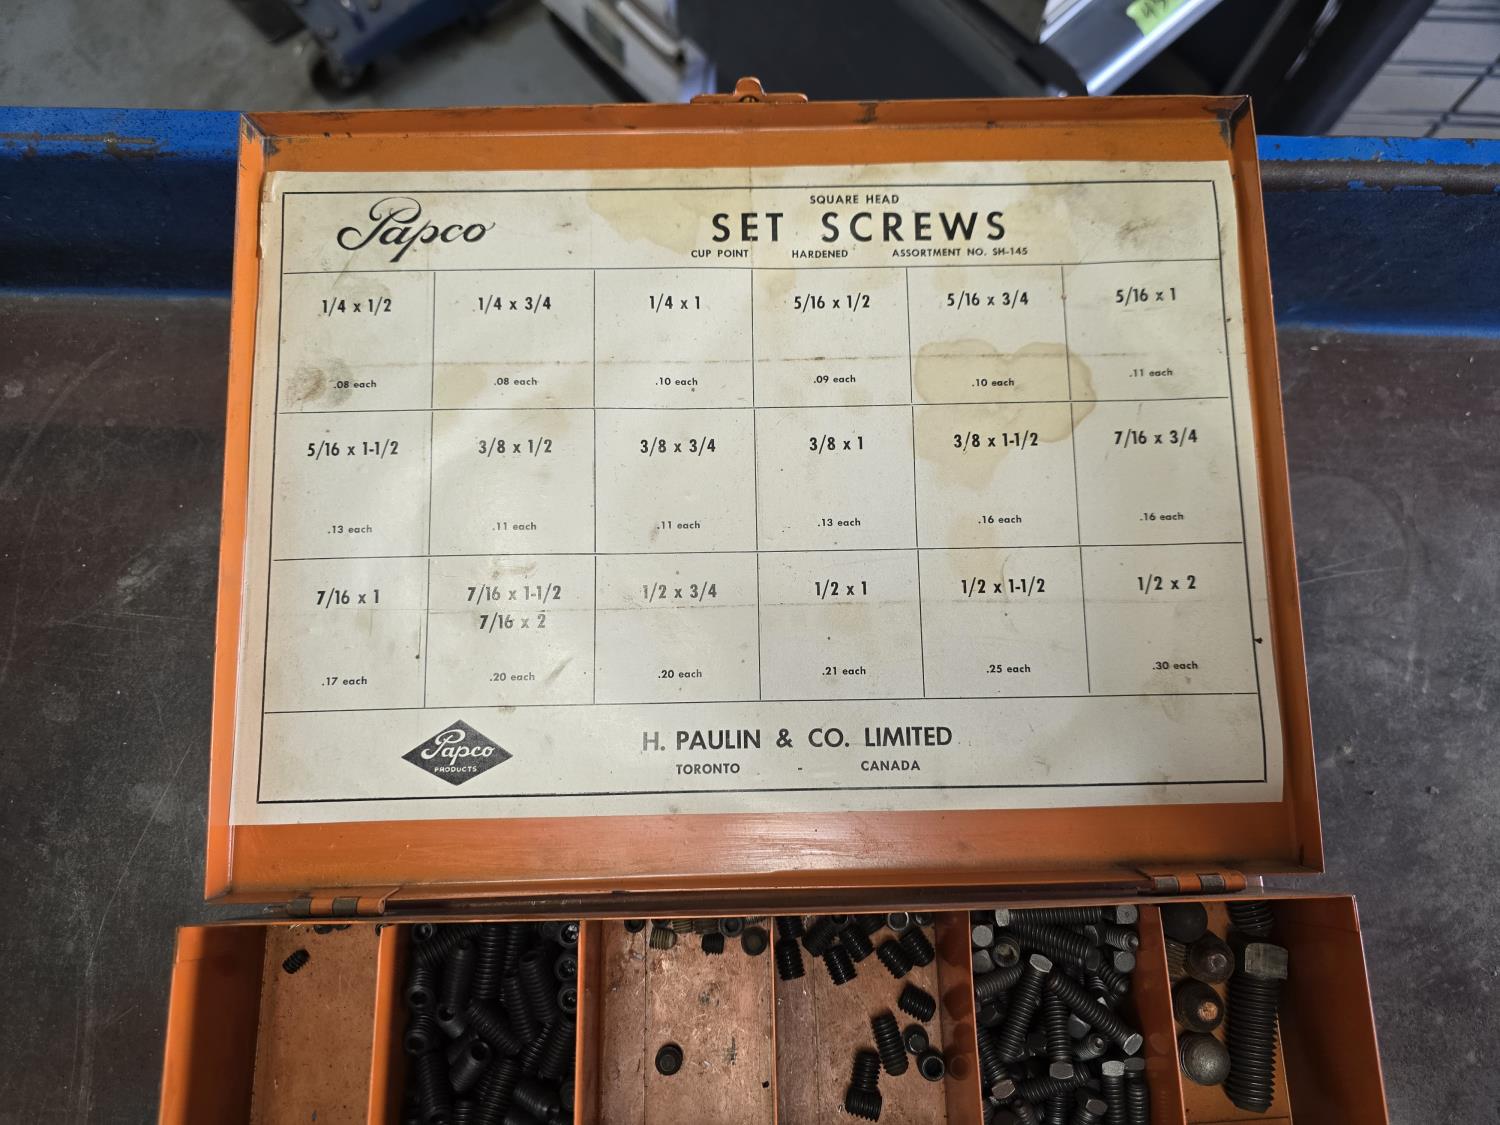 Papco
SQUARE HEAD
SET SCREWS
CUP POINT HARDENED ASSORTMENT NO. SH-145
1/4 x 1/2 1/4 x 3/4 1/4 x 1 5/16 x 1/2 5/16 x 3/4 5/16 x 1
.08 each .08 each .10 each .09 each .10 each .11 each
5/16 x 1-1/2 3/8 x 1/2 3/8 x 3/4 3/8 x 1 3/8 x 1-1/2 7/16 x 3/4
.13 each .11 each .11 each .13 each .16 each .16 each
7/16 x 1 7/16 x 1-1/2 1/2 x 3/4 1/2 x 1 1/2 x 1-1/2 1/2 x 2
7/16 x 2
.17 each .20 each .20 each .21 each .25 each .30 each
Papco
PRODUCTS
H. PAULIN & CO. LIMITED
TORONTO - CANADA